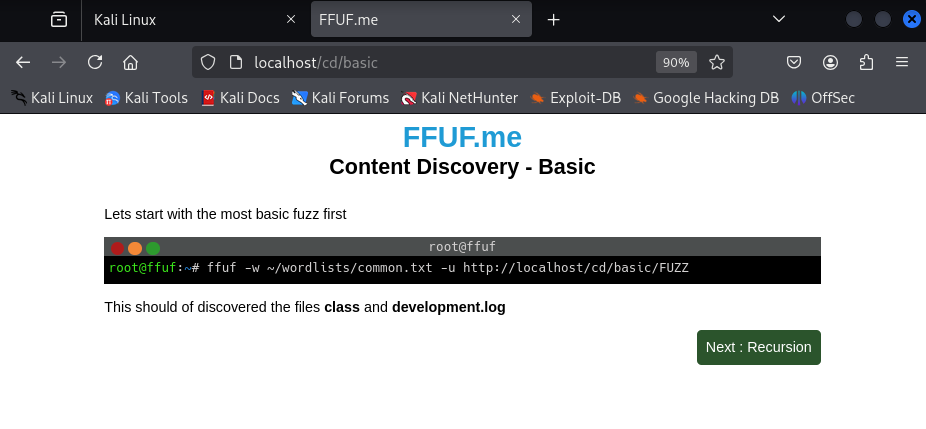 Kali Linux
FFUF.me
localhost/cd/basic
90%
Kali Linux Kali Tools Kali Docs Kali Forums Kali NetHunter Exploit-DB Google Hacking DB OffSec
FFUF.me
Content Discovery - Basic
Lets start with the most basic fuzz first
root@ffuf
root@ffuf:~# ffuf -w ~/wordlists/common.txt -u http://localhost/cd/basic/FUZZ
This should of discovered the files class and development.log
Next : Recursion